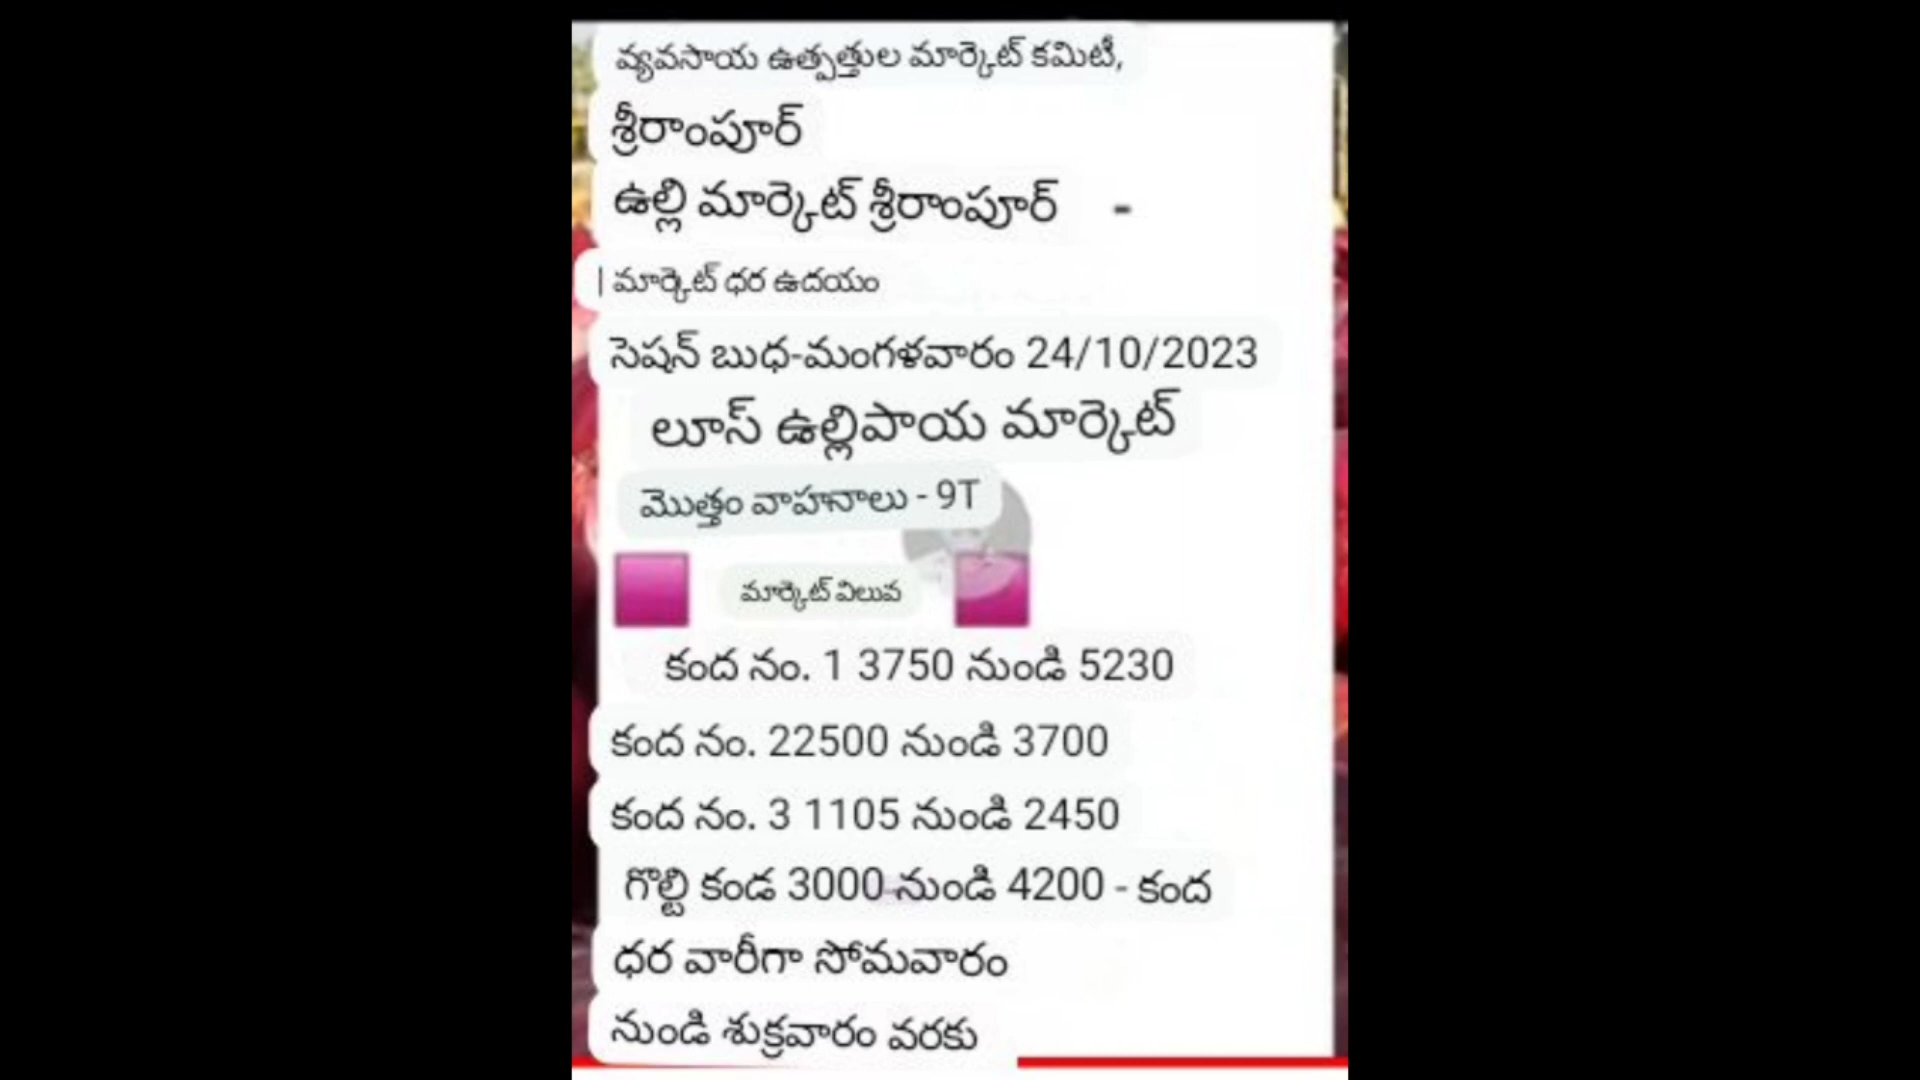 వ్యవసాయ ఉత్పత్తుల మార్కెట్ కమిటీ,
శ్రీరాంపూర్
ఉల్లి మార్కెట్ శ్రీరాంపూర్ -
| మార్కెట్ ధర ఉదయం
సెషన్ బుధ-మంగళవారం 24/10/2023
లూస్ ఉల్లిపాయ మార్కెట్
మొత్తం వాహనాలు - 9T
మార్కెట్ విలువ
కంద నం. 1 3750 నుండి 5230
కంద నం. 22500 నుండి 3700
కంద నం. 3 1105 నుండి 2450
గొల్టి కండ 3000 నుండి 4200 - కంద
ధర వారీగా సోమవారం
నుండి శుక్రవారం వరకు